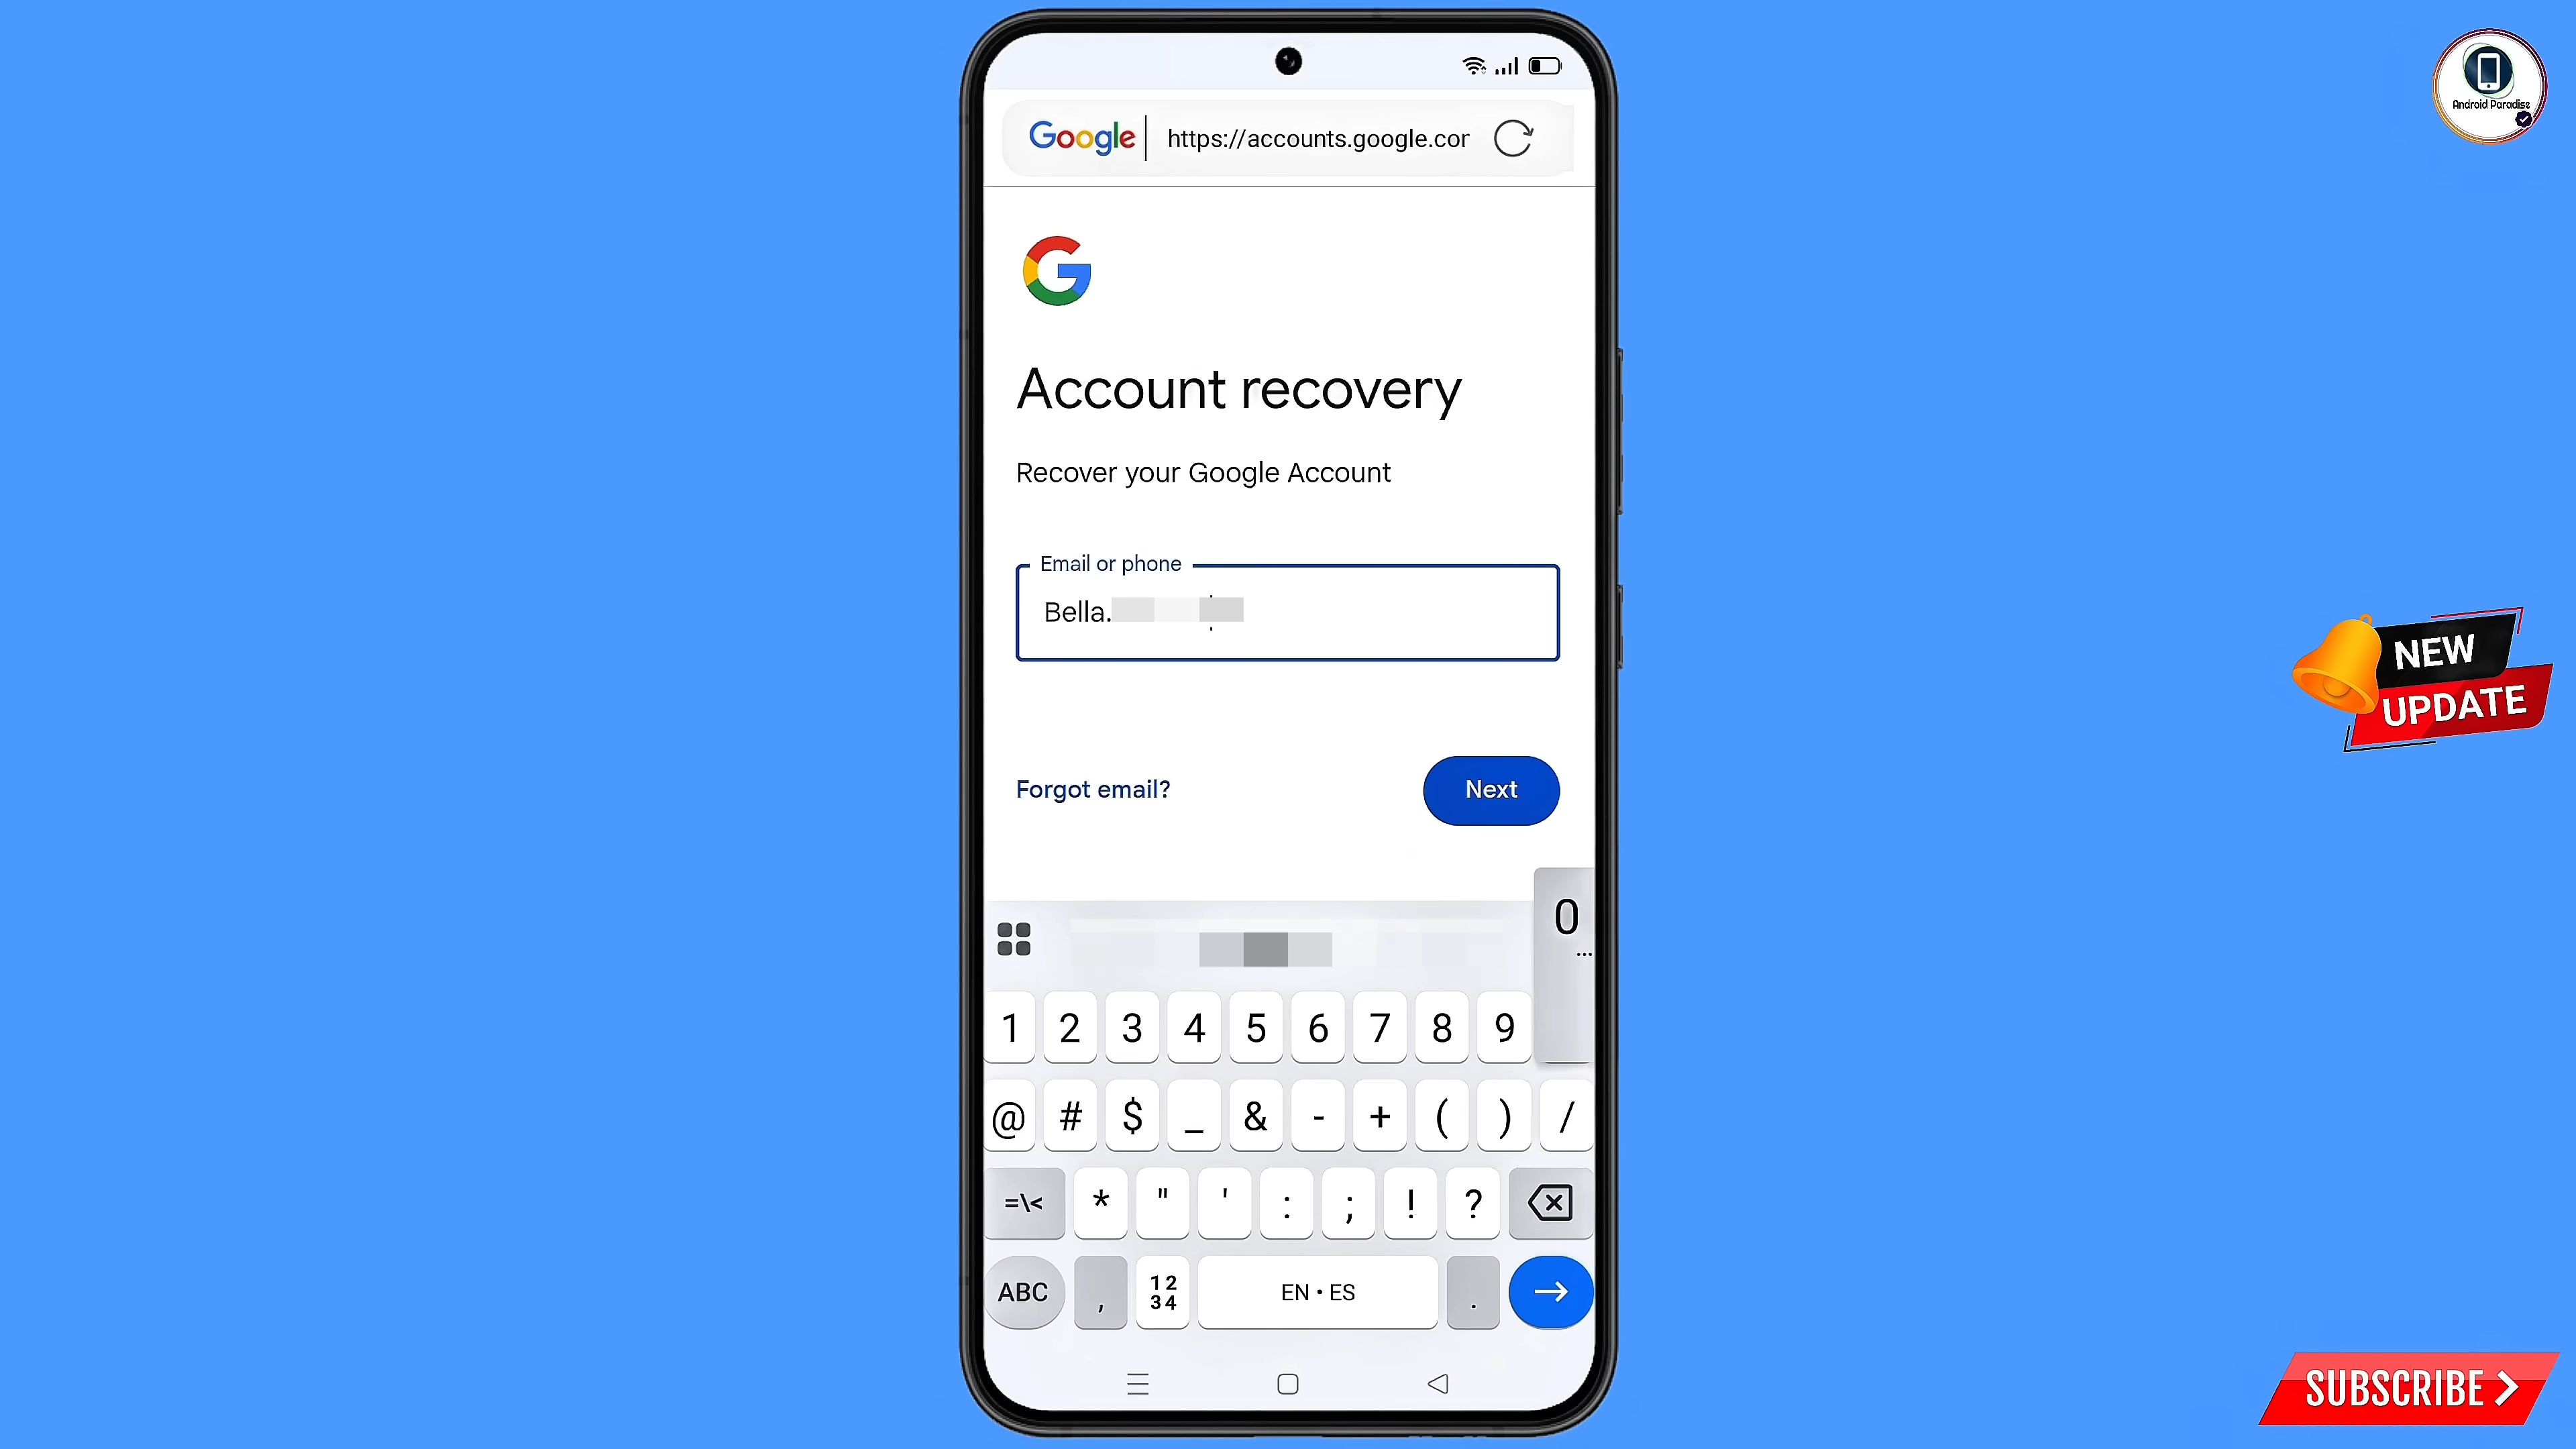 Android Paradise
Google | https://accounts.google.cor
G
Account recovery
Recover your Google Account
Email or phone
Bella.
NEW
UPDATE
Forgot email?
Next
0
...
1 2 3 4 5 6 7 8 9
@ # $ _ & - + ( ) /
=\< * " ' : ; ! ?
ABC , 12 34 EN • ES .
SUBSCRIBE